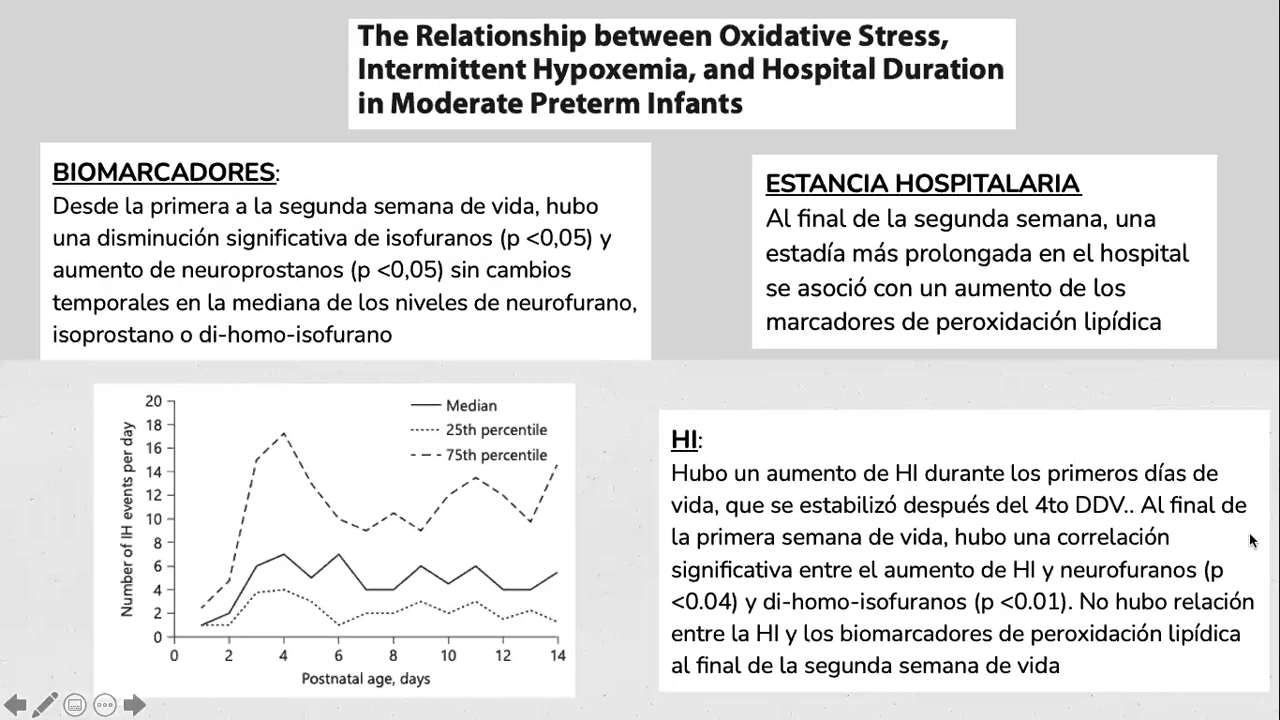 The Relationship between Oxidative Stress,
Intermittent Hypoxemia, and Hospital Duration
in Moderate Preterm Infants
BIOMARCADORES:
Desde la primera a la segunda semana de vida, hubo
una disminución significativa de isofuranos (p <0,05) y
aumento de neuroprostanos (p <0,05) sin cambios
temporales en la mediana de los niveles de neurofurano,
isoprostano o di-homo-isofurano
ESTANCIA HOSPITALARIA
Al final de la segunda semana, una
estadía más prolongada en el hospital
se asoció con un aumento de los
marcadores de peroxidación lipídica
Number of IH events per day
20
18
16
14
12
10
8
6
4
2
0
Median
25th percentile
75th percentile
0 2 4 6 8 10 12 14
Postnatal age, days
HI:
Hubo un aumento de HI durante los primeros días de
vida, que se estabilizó después del 4to DDV.. Al final de
la primera semana de vida, hubo una correlación
significativa entre el aumento de HI y neurofuranos (p
<0.04) y di-homo-isofuranos (p <0.01). No hubo relación
entre la HI y los biomarcadores de peroxidación lipídica
al final de la segunda semana de vida